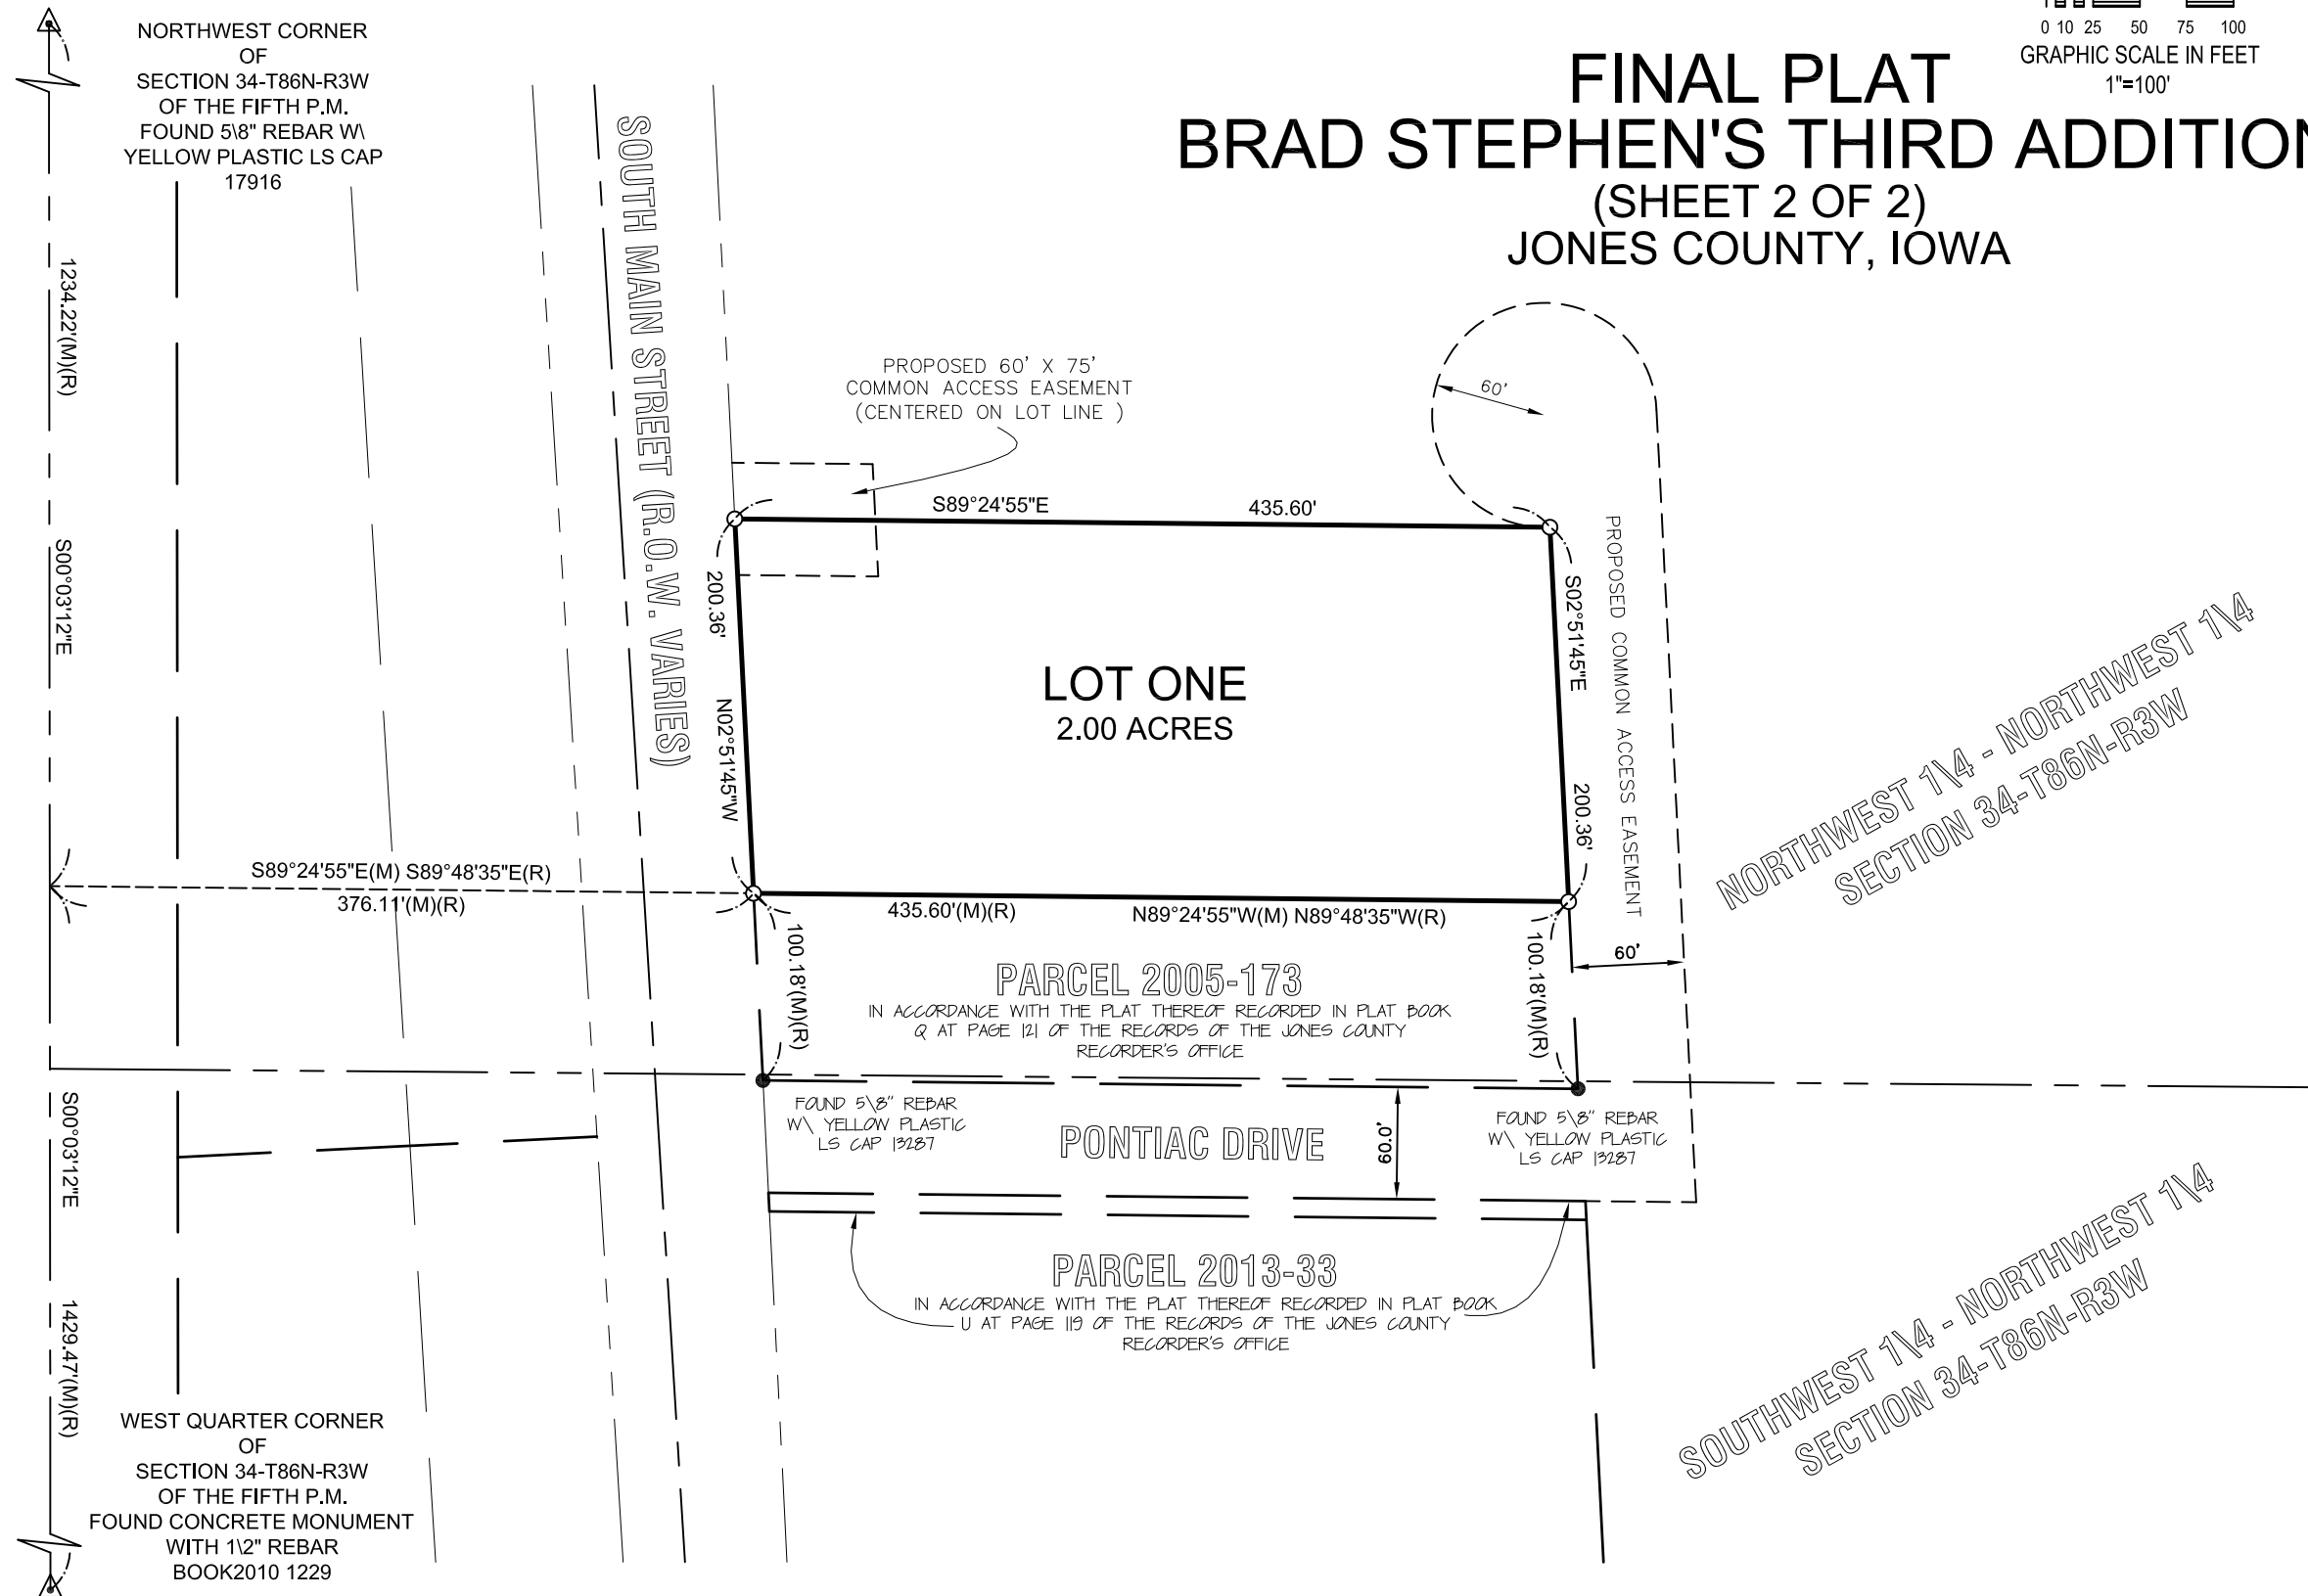 NORTHWEST CORNER
OF
SECTION 34-T86N-R3W
OF THE FIFTH P.M.
FOUND 5\8" REBAR W\
YELLOW PLASTIC LS CAP
17916
0 10 25 50 75 100
GRAPHIC SCALE IN FEET
1"=100'
FINAL PLAT
BRAD STEPHEN'S THIRD ADDITION
(SHEET 2 OF 2)
JONES COUNTY, IOWA
1234.22'(M)(R)
S00°03'12"E
SOUTH MAIN STREET (R.O.W. VARIES)
PROPOSED 60' X 75'
COMMON ACCESS EASEMENT
(CENTERED ON LOT LINE )
60'
S89°24'55"E 435.60'
200.36'
N02°51'45"W
LOT ONE
2.00 ACRES
S02°51'45"E
200.36'
PROPOSED COMMON ACCESS EASEMENT
NORTHWEST 1\4 - NORTHWEST 1\4
SECTION 34-T86N-R3W
S89°24'55"E(M) S89°48'35"E(R)
376.11'(M)(R)
435.60'(M)(R) N89°24'55"W(M) N89°48'35"W(R)
100.18'(M)(R)
100.18'(M)(R)
60'
PARCEL 2005-173
IN ACCORDANCE WITH THE PLAT THEREOF RECORDED IN PLAT BOOK
Q AT PAGE 121 OF THE RECORDS OF THE JONES COUNTY
RECORDER'S OFFICE
FOUND 5\8" REBAR
W\ YELLOW PLASTIC
LS CAP 13287
PONTIAC DRIVE
60.0'
FOUND 5\8" REBAR
W\ YELLOW PLASTIC
LS CAP 13287
S00°03'12"E
1429.47'(M)(R)
PARCEL 2013-33
IN ACCORDANCE WITH THE PLAT THEREOF RECORDED IN PLAT BOOK
U AT PAGE 119 OF THE RECORDS OF THE JONES COUNTY
RECORDER'S OFFICE
SOUTHWEST 1\4 - NORTHWEST 1\4
SECTION 34-T86N-R3W
WEST QUARTER CORNER
OF
SECTION 34-T86N-R3W
OF THE FIFTH P.M.
FOUND CONCRETE MONUMENT
WITH 1\2" REBAR
BOOK2010 1229